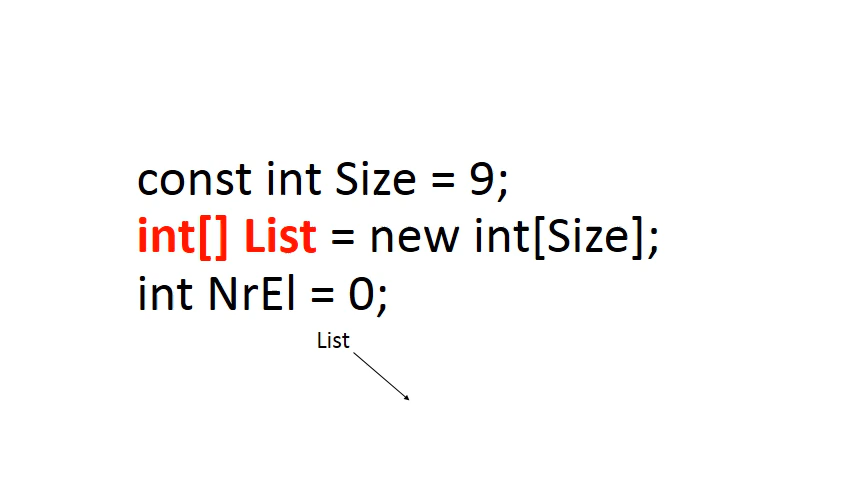 const int Size = 9;
int[] List = new int[Size];
int NrEl = 0;
List